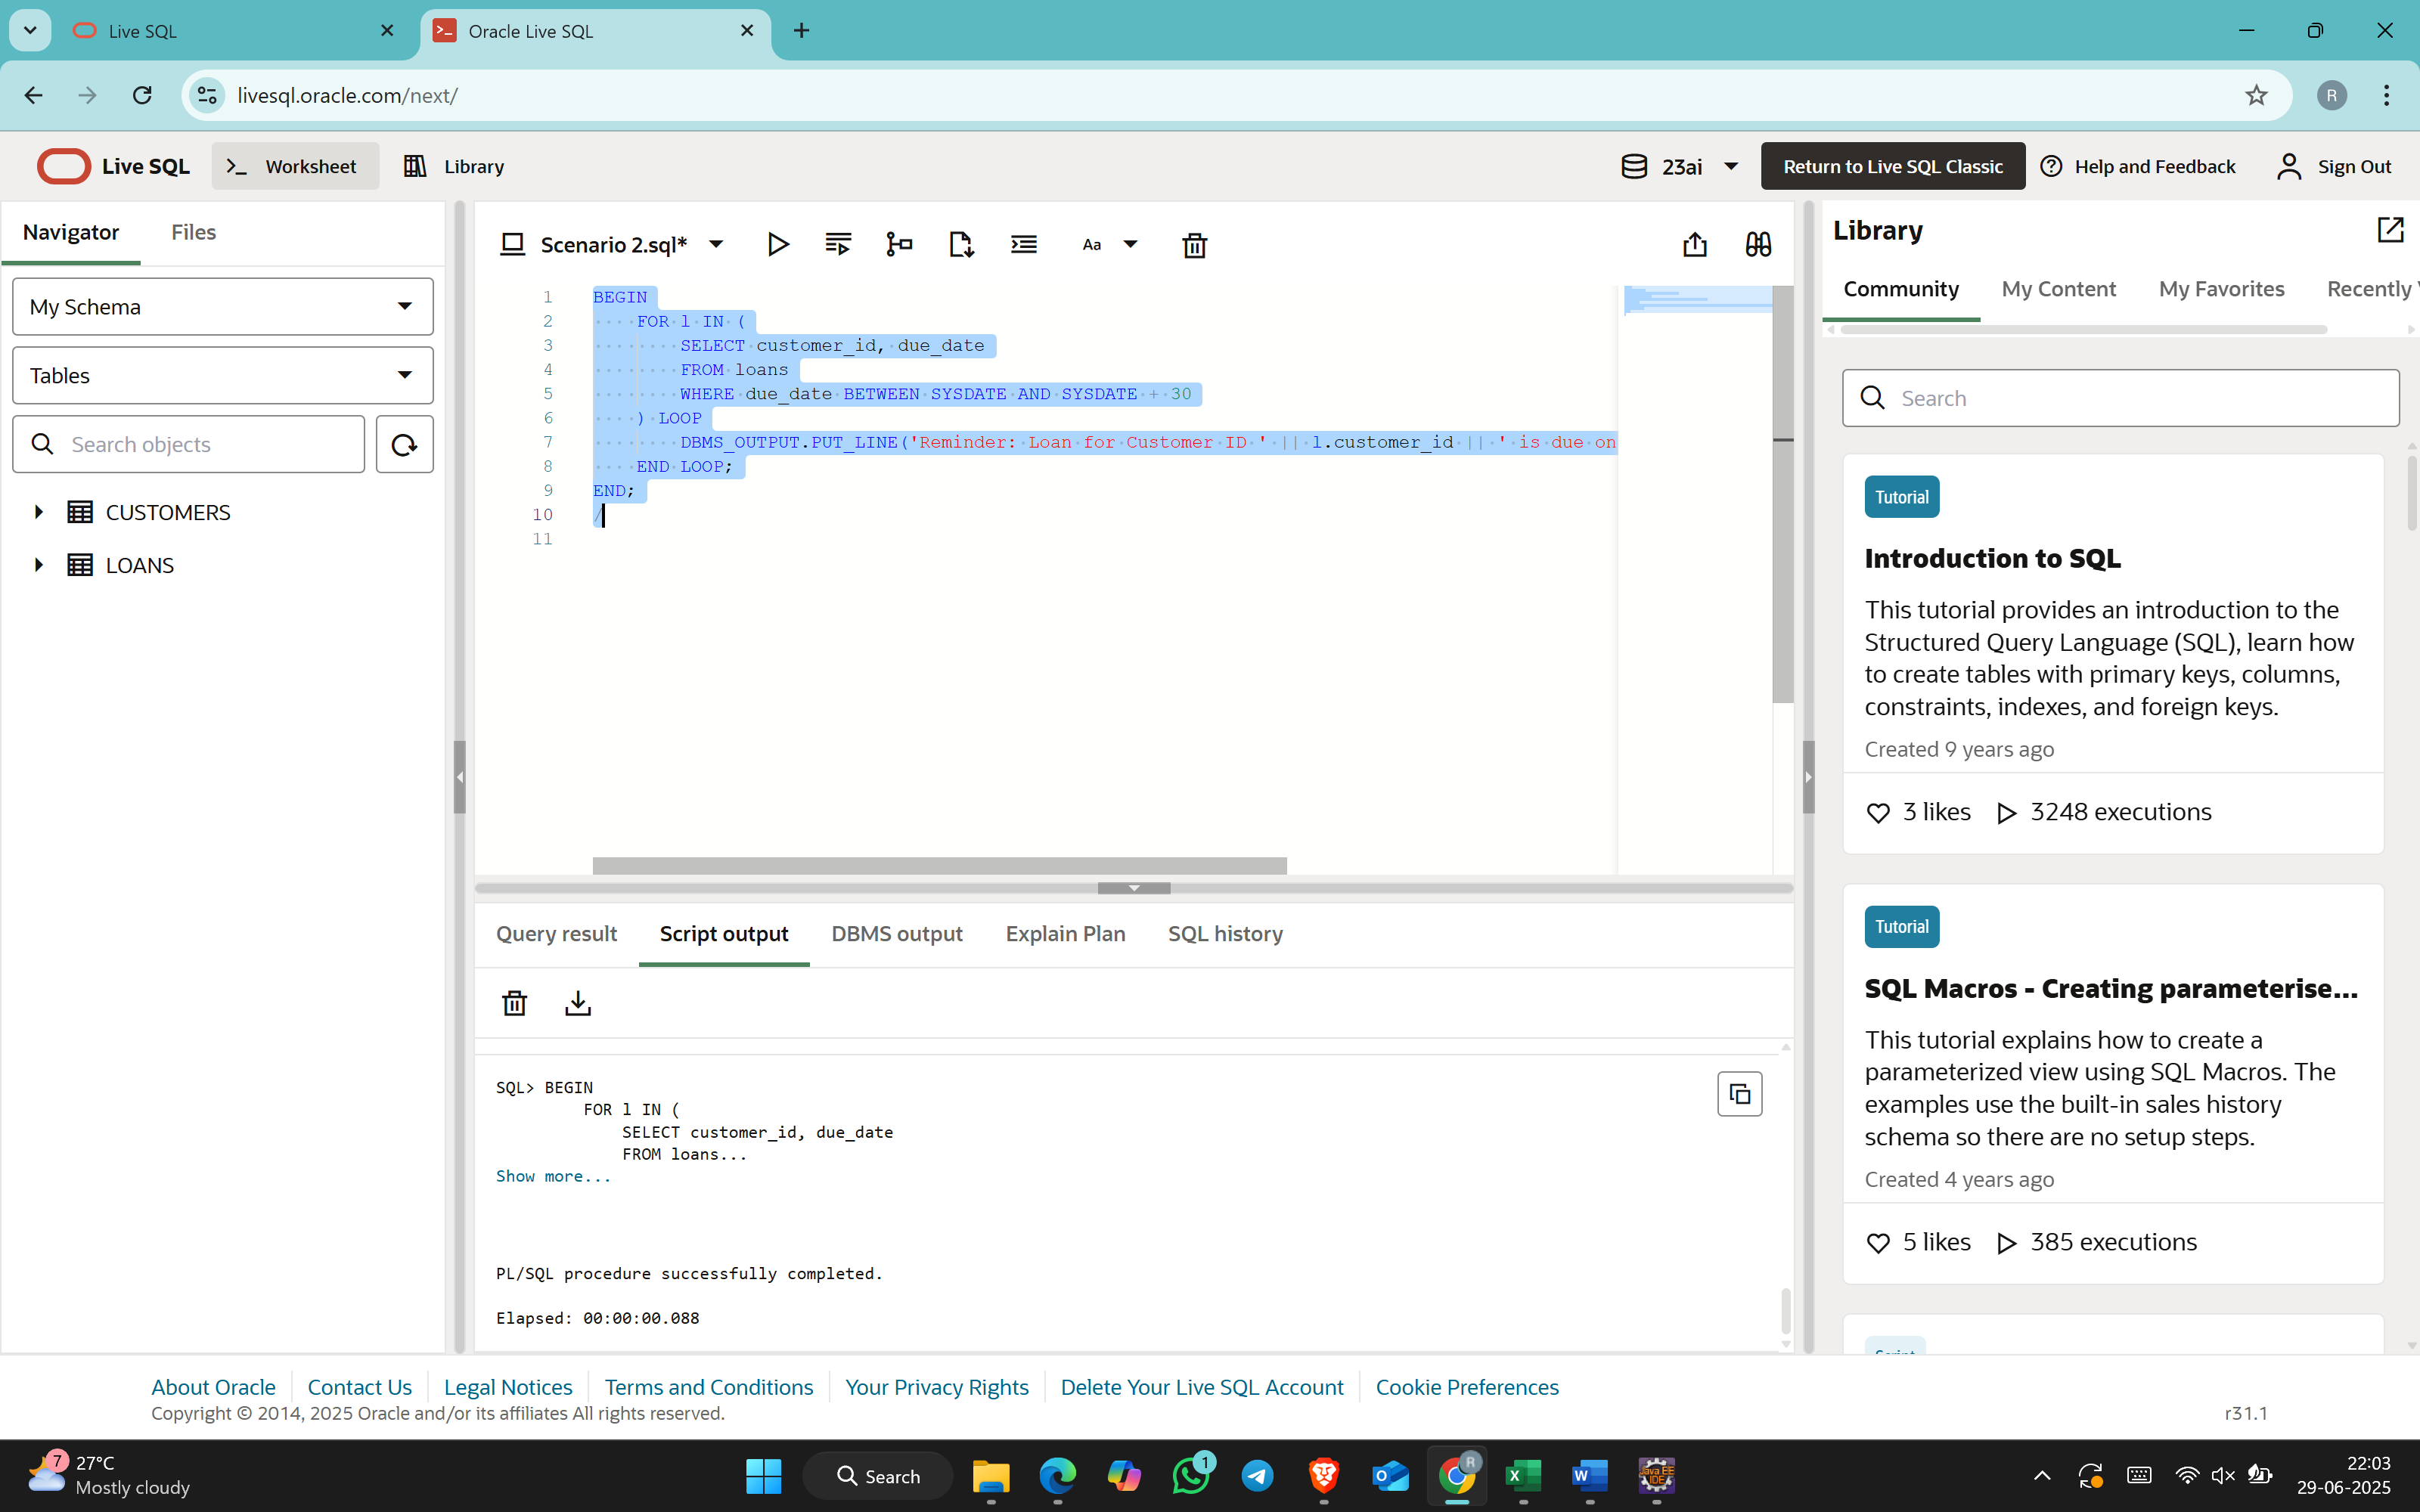 Live SQL
Oracle Live SQL
livesql.oracle.com/next/
R
Live SQL
Worksheet
Library
23ai
Return to Live SQL Classic
Help and Feedback
Sign Out
Navigator
Files
My Schema
Tables
Search objects
CUSTOMERS
LOANS
Scenario 2.sql*
Aa
1 BEGIN
2 FOR l IN (
3 SELECT customer_id, due_date
4 FROM loans
5 WHERE due_date BETWEEN SYSDATE AND SYSDATE + 30
6 ) LOOP
7 DBMS_OUTPUT.PUT_LINE('Reminder: Loan for Customer ID ' || l.customer_id || ' is due on
8 END LOOP;
9 END;
10 /
11
Query result
Script output
DBMS output
Explain Plan
SQL history
SQL> BEGIN
FOR l IN (
SELECT customer_id, due_date
FROM loans...
Show more...
PL/SQL procedure successfully completed.
Elapsed: 00:00:00.088
Library
Community
My Content
My Favorites
Recently
Search
Tutorial
Introduction to SQL
This tutorial provides an introduction to the
Structured Query Language (SQL), learn how
to create tables with primary keys, columns,
constraints, indexes, and foreign keys.
Created 9 years ago
3 likes
3248 executions
Tutorial
SQL Macros - Creating parameterise...
This tutorial explains how to create a
parameterized view using SQL Macros. The
examples use the built-in sales history
schema so there are no setup steps.
Created 4 years ago
5 likes
385 executions
About Oracle
Contact Us
Legal Notices
Terms and Conditions
Your Privacy Rights
Delete Your Live SQL Account
Cookie Preferences
Copyright © 2014, 2025 Oracle and/or its affiliates All rights reserved.
r31.1
7
27°C
Mostly cloudy
Search
1
R
Java EE
IDE
22:03
29-06-2025